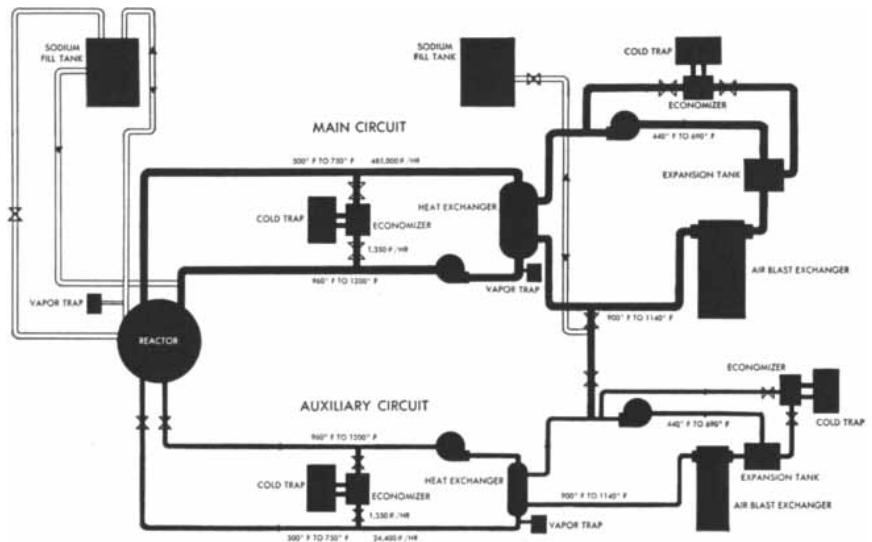 SODIUM
FILL TANK
SODIUM
FILL TANK
COLD TRAP
ECONOMIZER
MAIN CIRCUIT
440° F TO 690° F
500° F TO 750° F
485,000 # /HR
EXPANSION TANK
HEAT EXCHANGER
COLD TRAP
ECONOMIZER
1,350 # /HR
AIR BLAST EXCHANGER
960° F TO 1200° F
VAPOR TRAP
VAPOR TRAP
900° F TO 1140° F
REACTOR
ECONOMIZER
AUXILIARY CIRCUIT
COLD TRAP
440° F TO 690° F
960° F TO 1200° F
HEAT EXCHANGER
EXPANSION TANK
COLD TRAP
ECONOMIZER
900° F TO 1140° F
AIR BLAST EXCHANGER
1,350 # /HR
VAPOR TRAP
500° F TO 750° F
24,400 # /HR